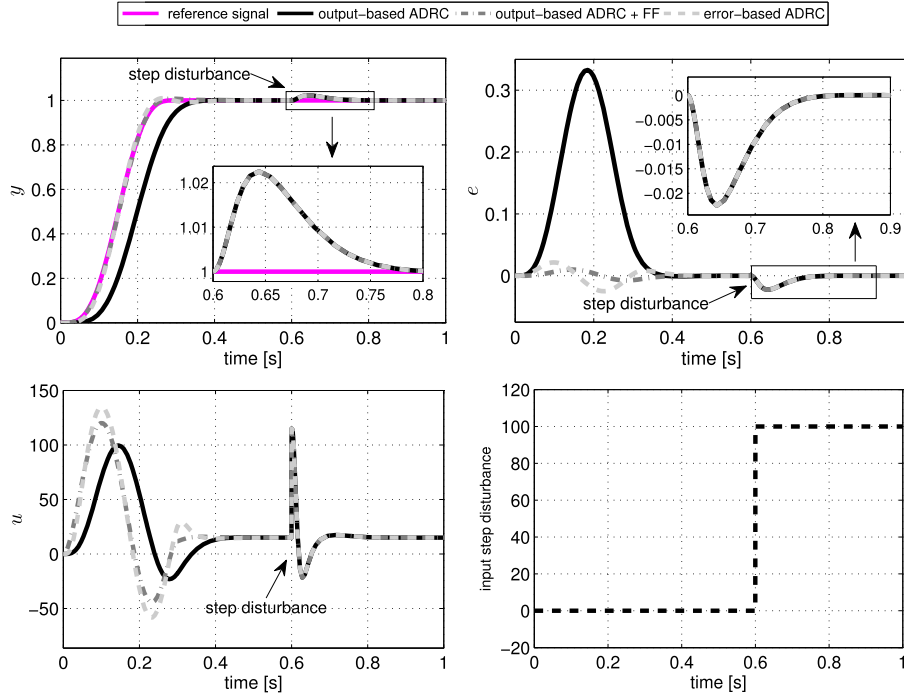 reference signal output-based ADRC output-based ADRC + FF error-based ADRC
step disturbance
1
0.8
0.6
0.4
0.2
0
y
1.02
1.01
1
0.6 0.65 0.7 0.75 0.8
0 0.2 0.4 0.6 0.8 1
time [s]
0.3
0.2
0.1
0
e
0
−0.005
−0.01
−0.015
−0.02
0.6 0.7 0.8 0.9
step disturbance
0 0.2 0.4 0.6 0.8 1
time [s]
150
100
50
0
−50
u
step disturbance
0 0.2 0.4 0.6 0.8 1
time [s]
120
100
80
60
40
20
0
−20
input step disturbance
0 0.2 0.4 0.6 0.8 1
time [s]